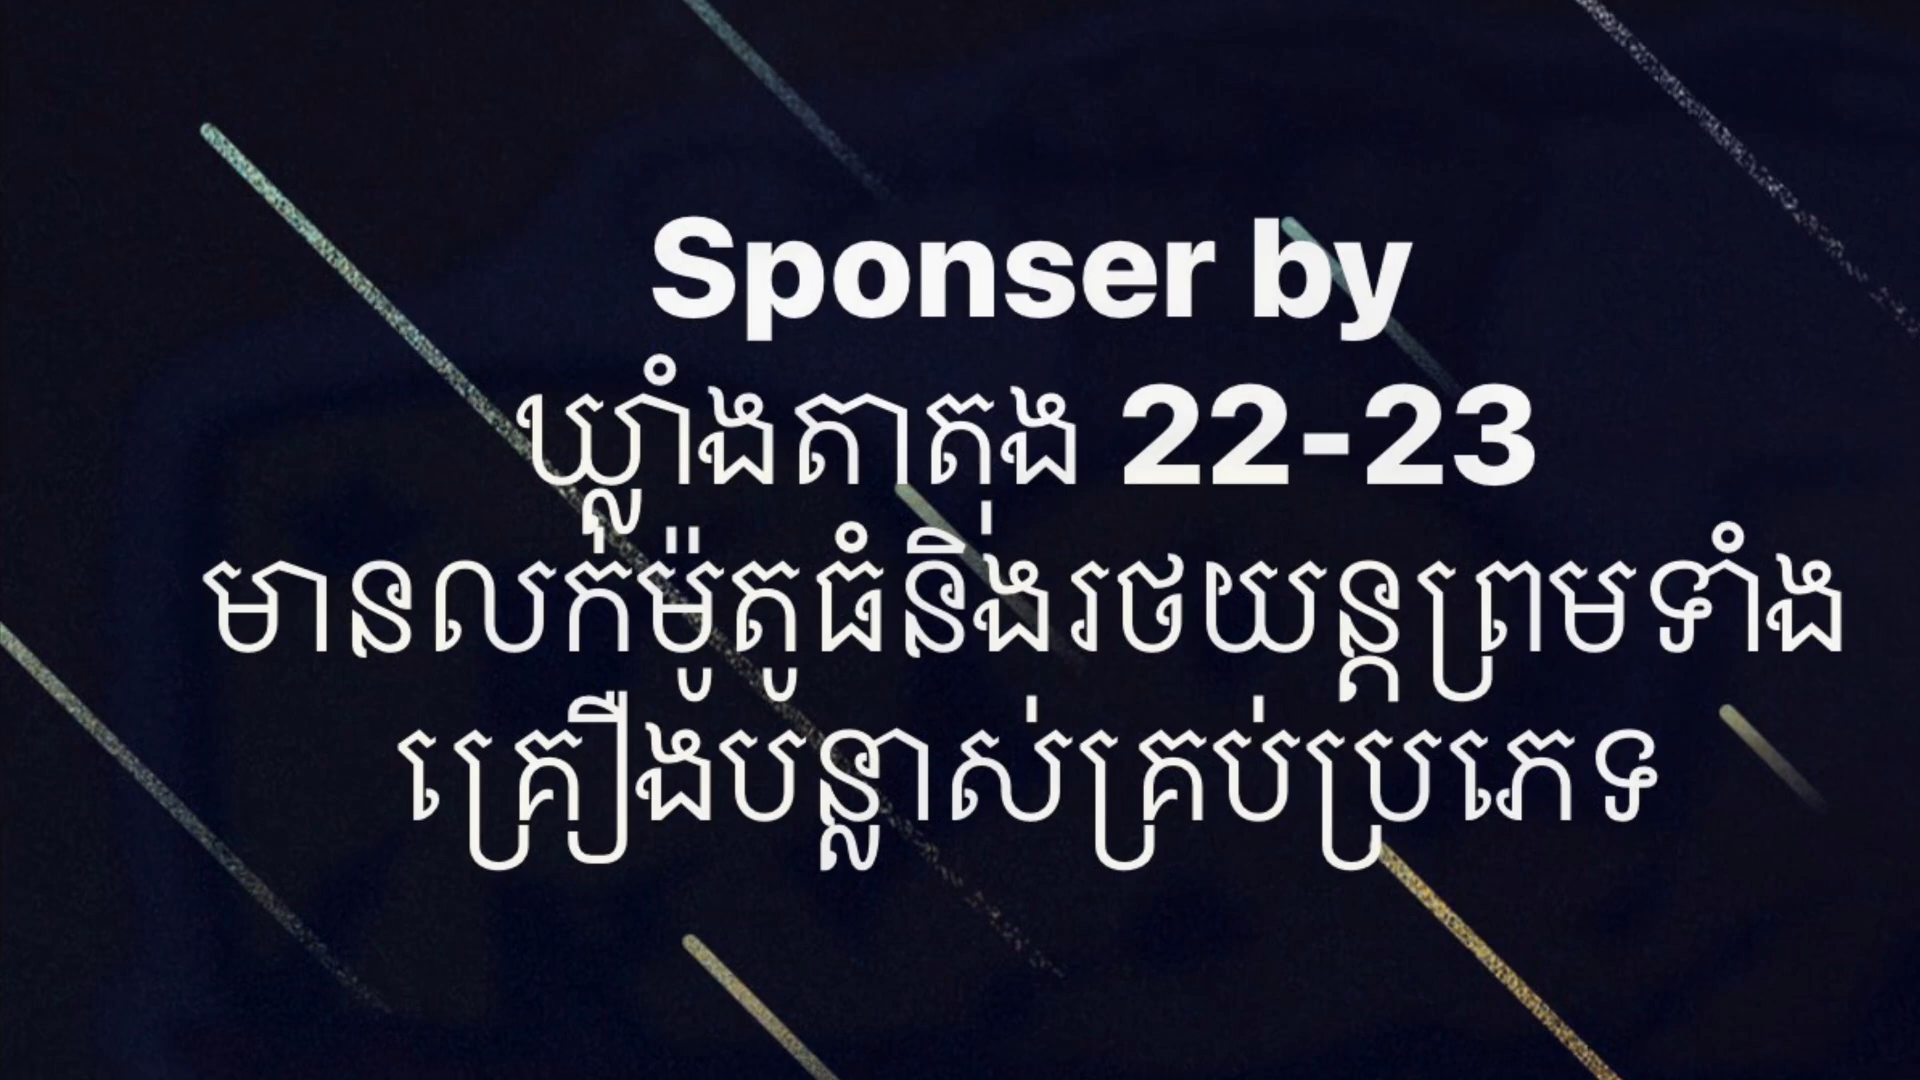 Sponser by
ឃ្លាំងតាតុង 22-23
មានលក់ម៉ូតូធំនិងរថយន្តព្រមទាំង
គ្រឿងបន្លាស់គ្រប់ប្រភេទ